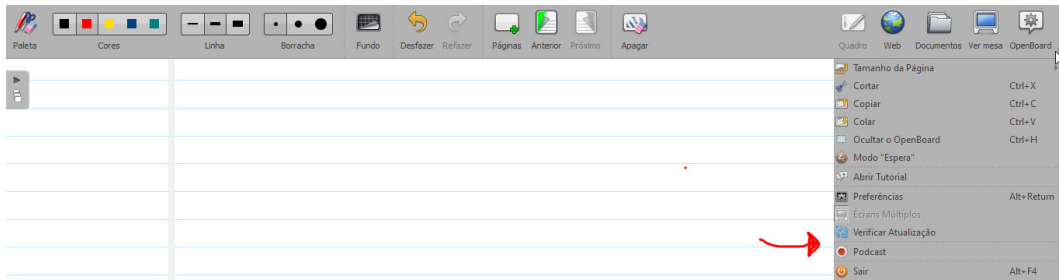 Paleta Cores Linha Borracha Fundo Desfazer Refazer Páginas Anterior Próximo Apagar Quadro Web Documentos Ver mesa OpenBoard
Tamanho da Página
Cortar Ctrl+X
Copiar Ctrl+C
Colar Ctrl+V
Ocultar o OpenBoard Ctrl+H
Modo "Espera"
Abrir Tutorial
Preferências Alt+Return
Écrans Múltiplos
Verificar Atualização
Podcast
Sair Alt+F4